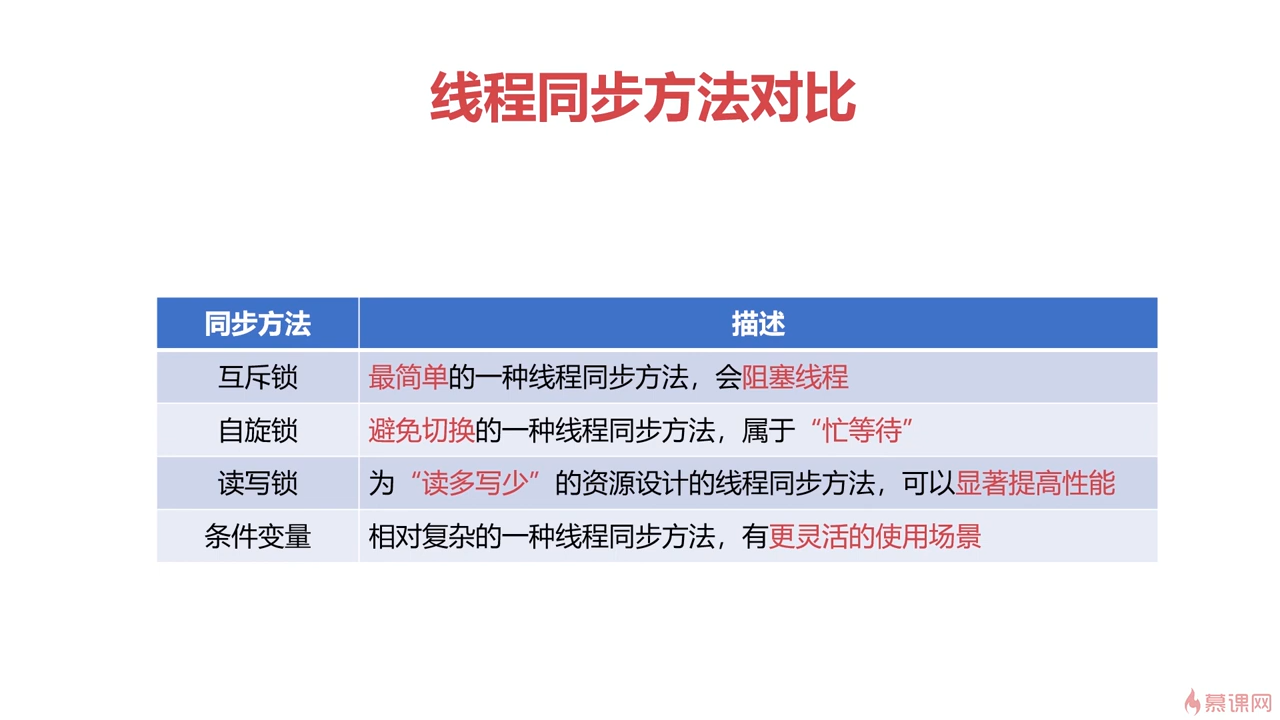 线程同步方法对比
同步方法 描述
互斥锁 最简单的一种线程同步方法，会阻塞线程
自旋锁 避免切换的一种线程同步方法，属于“忙等待”
读写锁 为“读多写少”的资源设计的线程同步方法，可以显著提高性能
条件变量 相对复杂的一种线程同步方法，有更灵活的使用场景
慕课网